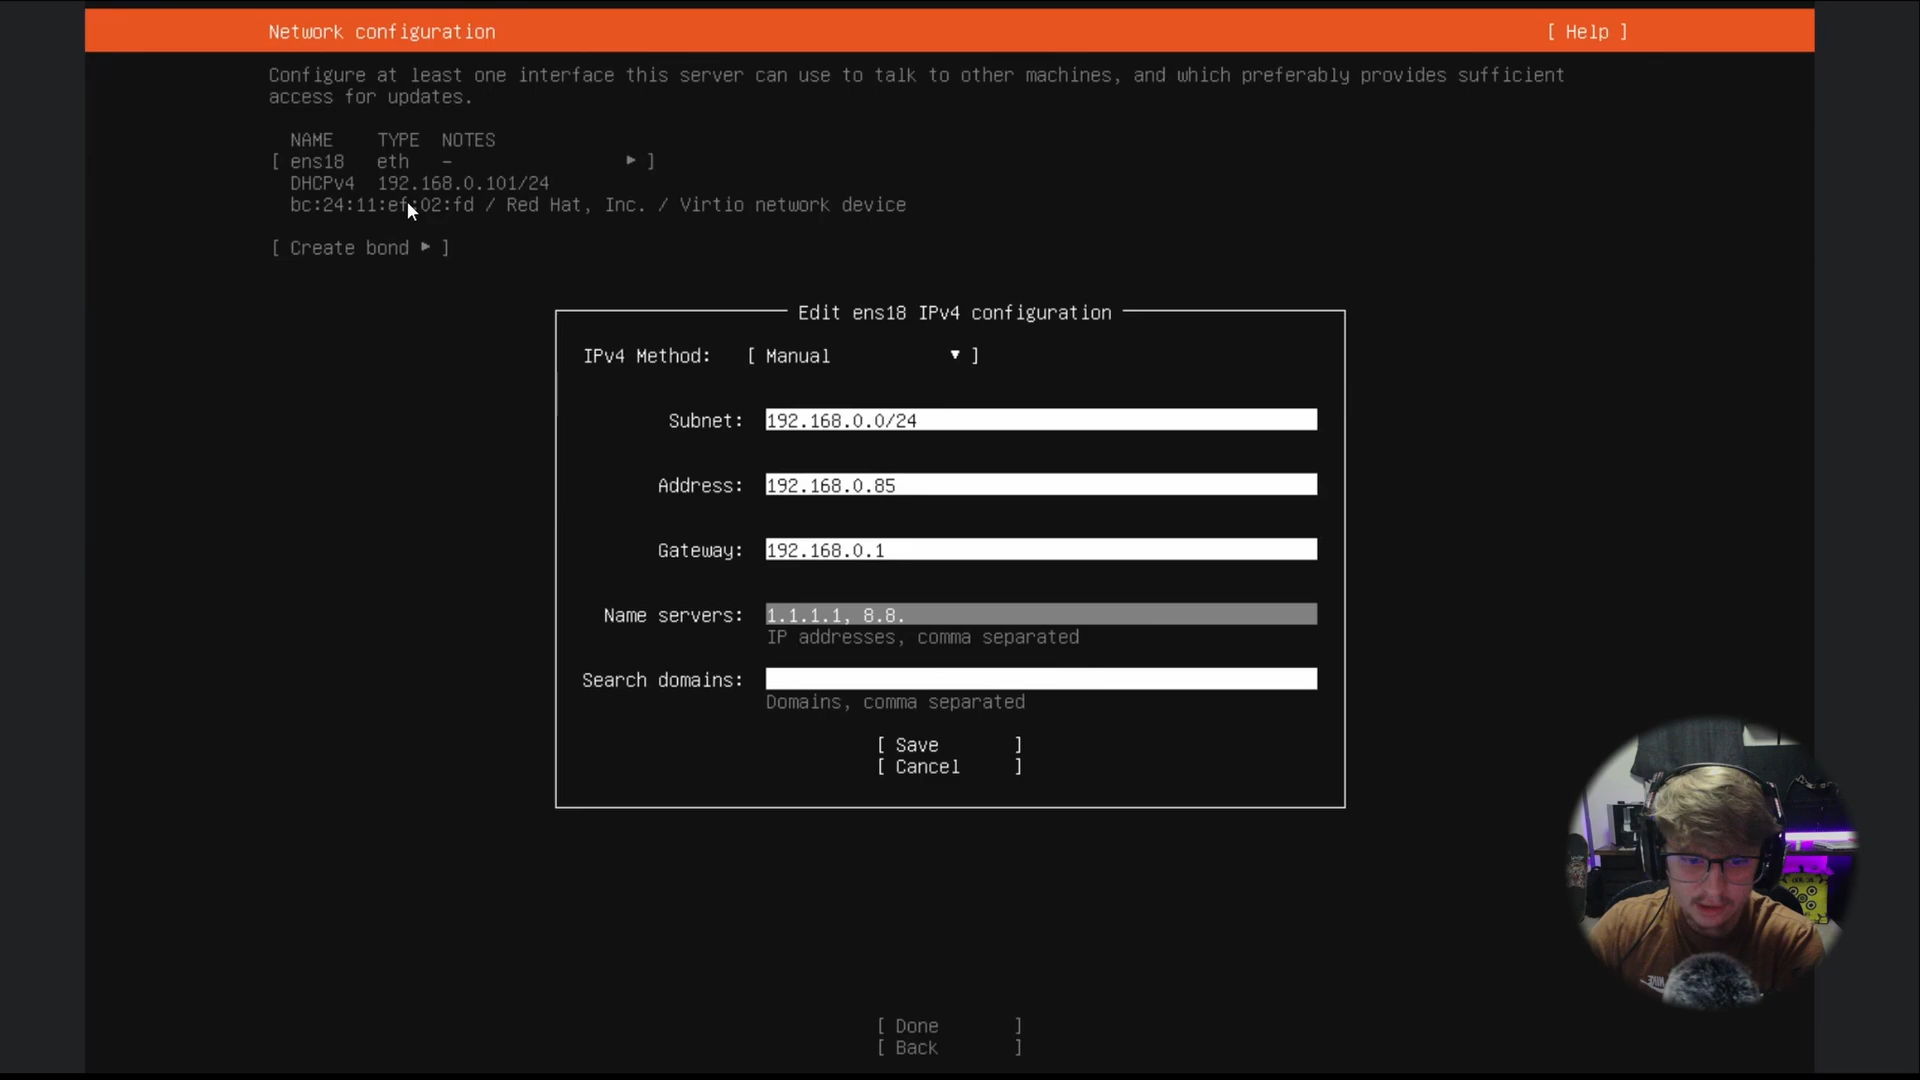 Network configuration [ Help ]
Configure at least one interface this server can use to talk to other machines, and which preferably provides sufficient
access for updates.
NAME TYPE NOTES
[ ens18 eth – ▸ ]
DHCPv4 192.168.0.101/24
bc:24:11:ef:02:fd / Red Hat, Inc. / Virtio network device
[ Create bond ▸ ]
Edit ens18 IPv4 configuration
IPv4 Method: [ Manual ▾ ]
Subnet: 192.168.0.0/24
Address: 192.168.0.85
Gateway: 192.168.0.1
Name servers: 1.1.1.1, 8.8.
IP addresses, comma separated
Search domains:
Domains, comma separated
[ Save ]
[ Cancel ]
NIKE
[ Done ]
[ Back ]